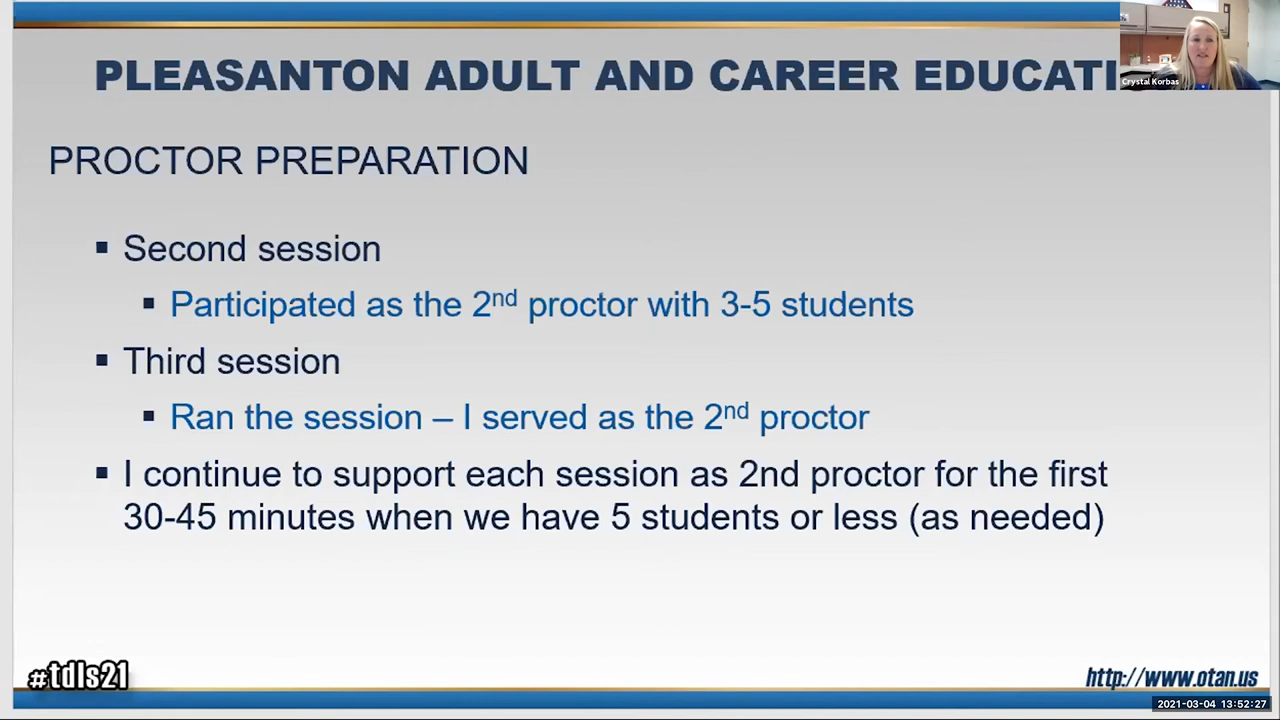 PLEASANTON ADULT AND CAREER EDUCATI
Crystal Korbas
PROCTOR PREPARATION
▪ Second session
▪ Participated as the 2nd proctor with 3-5 students
▪ Third session
▪ Ran the session – I served as the 2nd proctor
▪ I continue to support each session as 2nd proctor for the first
30-45 minutes when we have 5 students or less (as needed)
#tdls21
http://www.otan.us
2021-03-04 13:52:27